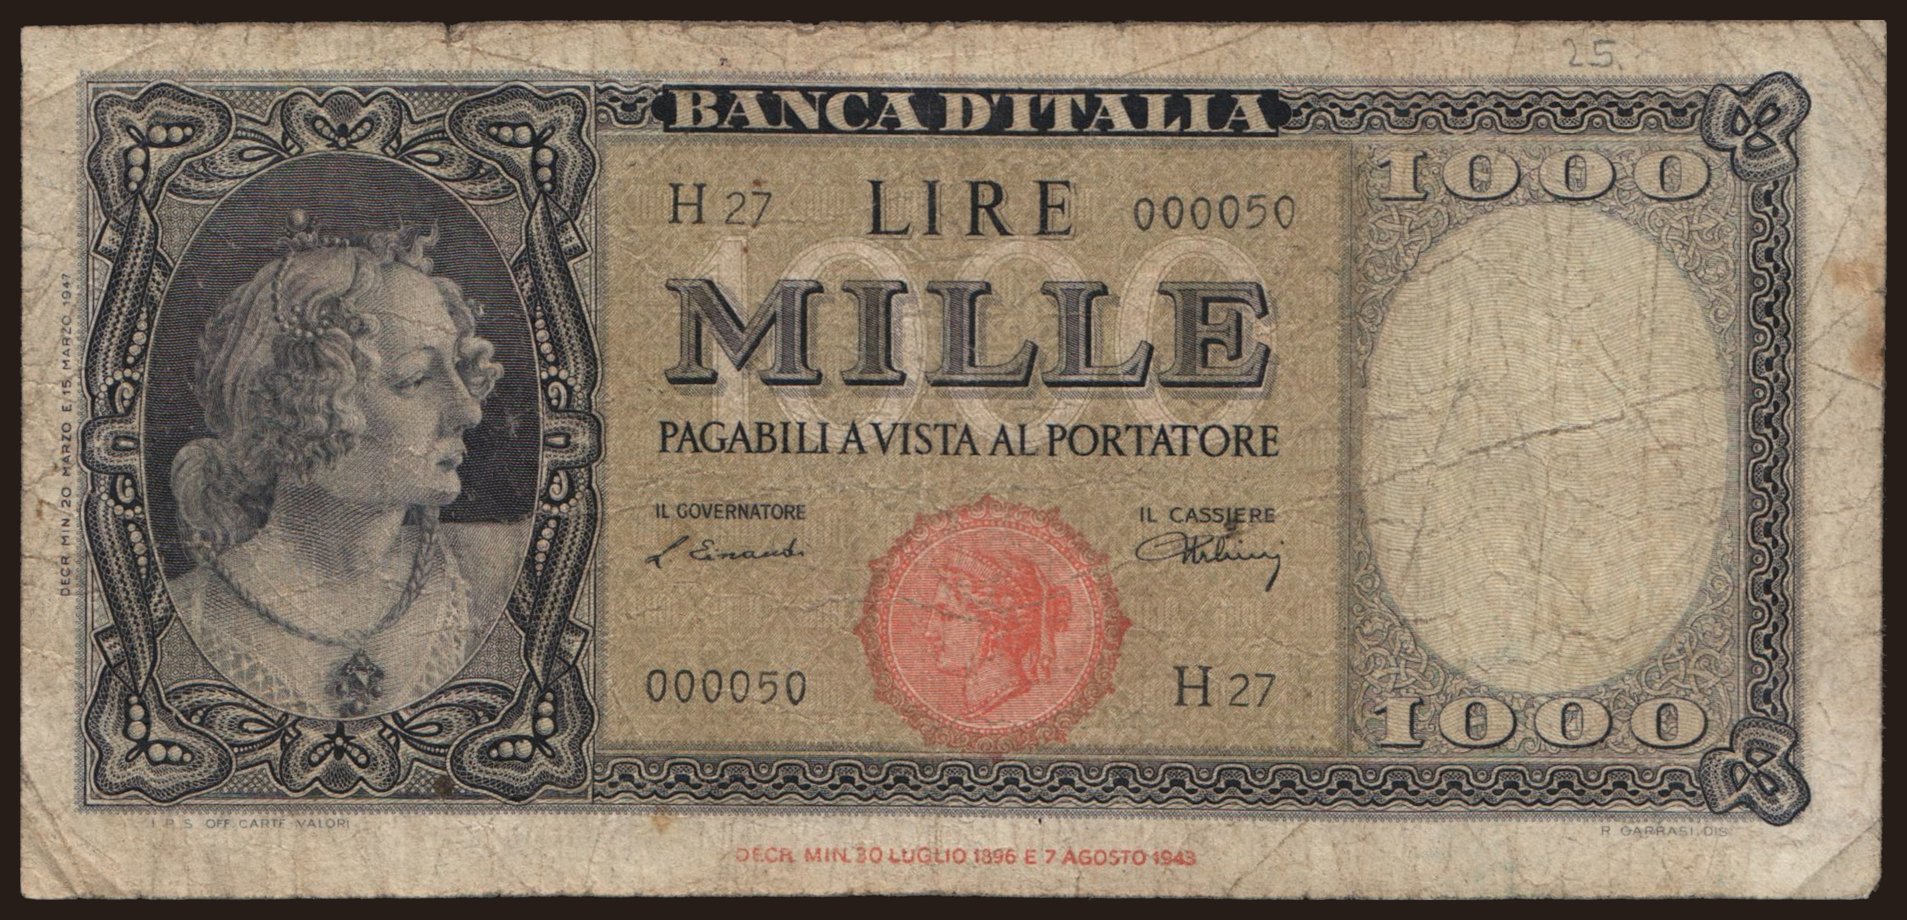 25.
BANCA D'ITALIA
1000
H 27 LIRE 000050
1000
MILLE
PAGABILI A VISTA AL PORTATORE
IL GOVERNATORE
IL CASSIERE
L. Einaudi
000050
H 27
1000
DECR. MIN. 20 MARZO E 15 MARZO 1947
I. P. S. OFF. CARTE VALORI
R. GARRASI. DIS.
DECR. MIN. 30 LUGLIO 1896 E 7 AGOSTO 1943